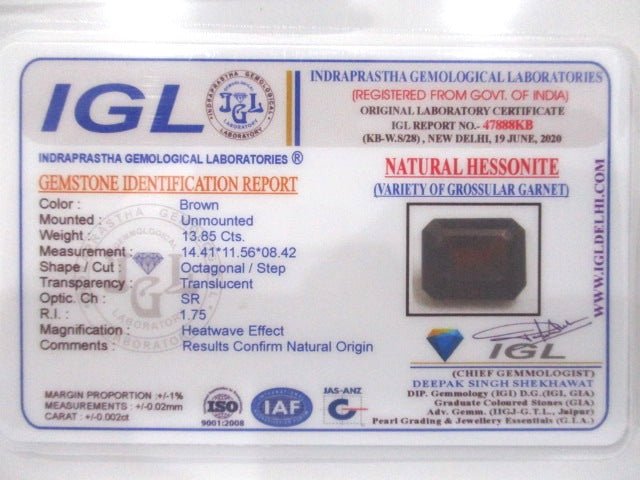 IGL
INDRAPRASTHA GEMOLOGICAL LABORATORIES ®
GEMSTONE IDENTIFICATION REPORT
Color : Brown
Mounted : Unmounted
Weight : 13.85 Cts.
Measurement : 14.41*11.56*08.42
Shape / Cut : Octagonal / Step
Transparency : Translucent
Optic. Ch : SR
R.I. : 1.75
Magnification : Heatwave Effect
Comments : Results Confirm Natural Origin
MARGIN PROPORTION :+/-1%
MEASUREMENTS : +/-0.02mm
CARAT : +/-0.002ct
ISO
9001:2008
IAF
JAS-ANZ
INDRAPRASTHA GEMOLOGICAL LABORATORIES
(REGISTERED FROM GOVT. OF INDIA)
ORIGINAL LABORATORY CERTIFICATE
IGL REPORT NO.- 47888KB
(KB-W.8/28) , NEW DELHI, 19 JUNE, 2020
NATURAL HESSONITE
(VARIETY OF GROSSULAR GARNET)
WWW.IGLDELHI.COM
IGL
(CHIEF GEMMOLOGIST)
DEEPAK SINGH SHEKHAWAT
DIP. Gemmology (IGI) D.G.(IGL, GIA)
Graduate Coloured Stones (GIA)
Adv. Gemm. (IIGJ-G.T.L., Jaipur)
Pearl Grading & Jewellery Essentials (G.I.A.)